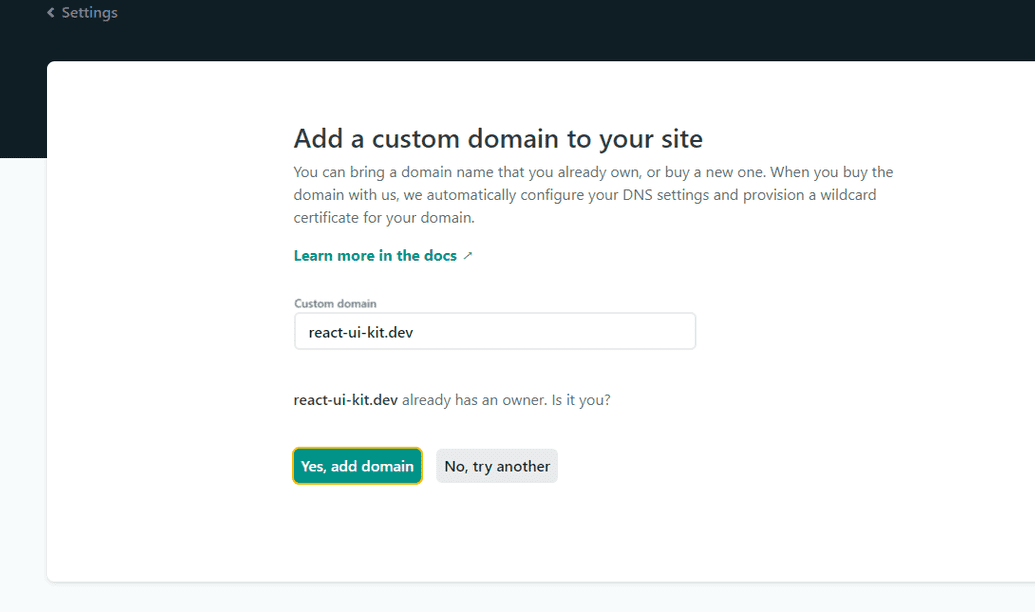 Settings
Add a custom domain to your site
You can bring a domain name that you already own, or buy a new one. When you buy the
domain with us, we automatically configure your DNS settings and provision a wildcard
certificate for your domain.
Learn more in the docs ↗
Custom domain
react-ui-kit.dev
react-ui-kit.dev already has an owner. Is it you?
Yes, add domain No, try another